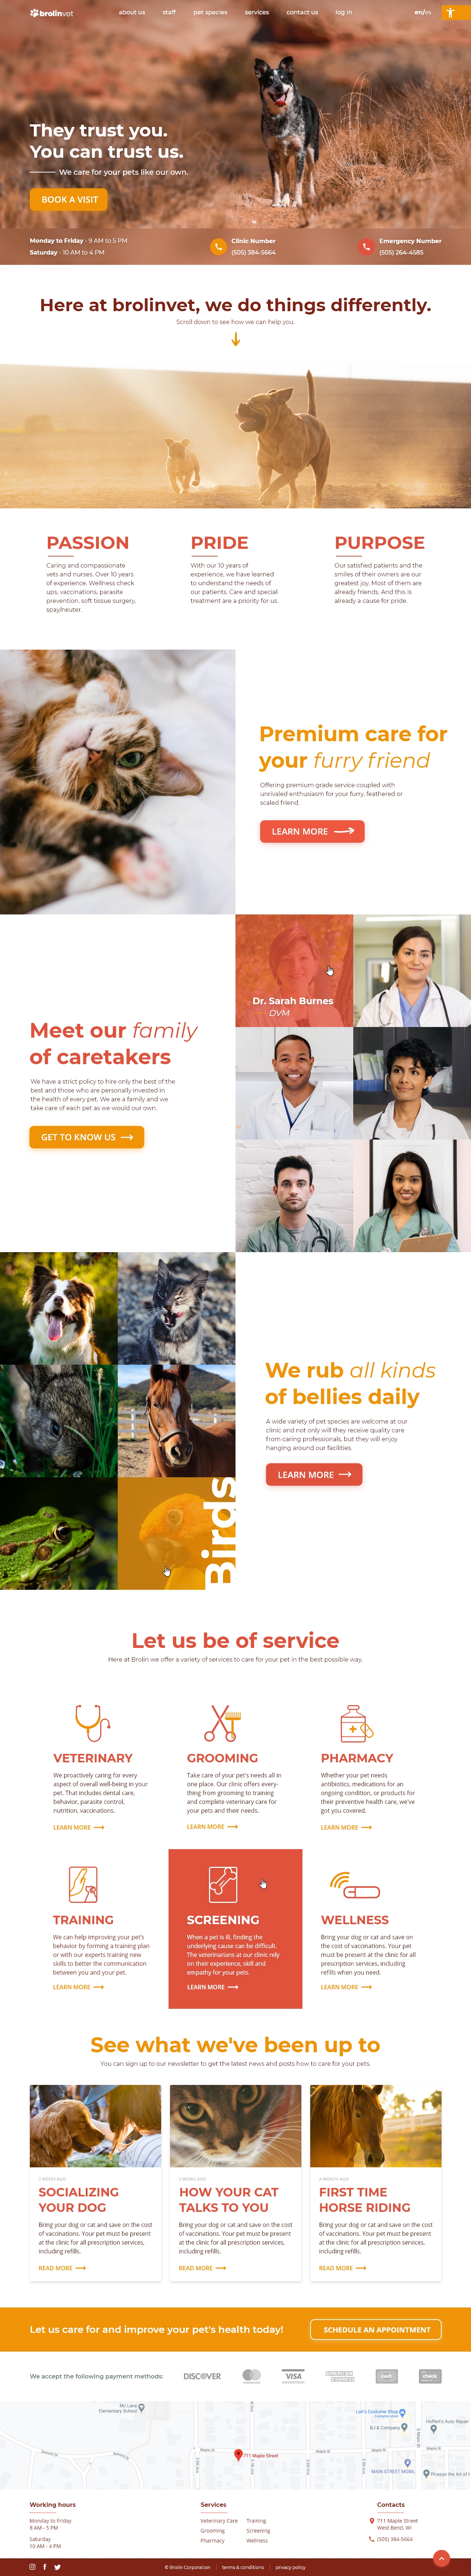 brolinvet
about us staff pet species services contact us log in
en/es
They trust you.
You can trust us.
We care for your pets like our own.
BOOK A VISIT
Monday to Friday - 9 AM to 5 PM
Saturday - 10 AM to 4 PM
Clinic Number
(505) 384-5664
Emergency Number
(505) 264-4585
Here at brolinvet, we do things differently.
Scroll down to see how we can help you.
PASSION
Caring and compassionate
vets and nurses. Over 10 years
of experience. Wellness check
ups, vaccinations, parasite
prevention, soft tissue surgery,
spay/neuter.
PRIDE
With our 10 years of
experience, we have learned
to understand the needs of
our patients. Care and special
treatment are a priority for us.
PURPOSE
Our satisfied patients and the
smiles of their owners are our
greatest joy. Most of them are
already friends. And this is
already a cause for pride.
Premium care for
your furry friend
Offering premium grade service coupled with
unrivaled enthusiasm for your furry, feathered or
scaled friend.
LEARN MORE
Dr. Sarah Burnes
DVM
Meet our family
of caretakers
We have a strict policy to hire only the best of the
best and those who are personally invested in
the health of every pet. We are a family and we
take care of each pet as we would our own.
GET TO KNOW US
We rub all kinds
of bellies daily
A wide variety of pet species are welcome at our
clinic and not only will they receive quality care
from caring professionals, but they will enjoy
hanging around our facilities.
LEARN MORE
Birds
Let us be of service
Here at Brolin we offer a variety of services to care for your pet in the best possible way.
VETERINARY
We proactively caring for every
aspect of overall well-being in your
pet. That includes dental care,
behavior, parasite control,
nutrition, vaccinations.
LEARN MORE
GROOMING
Take care of your pet's needs all in
one place. Our clinic offers every-
thing from grooming to training
and complete veterinary care for
your pets and their needs.
LEARN MORE
PHARMACY
Whether your pet needs
antibiotics, medications for an
ongoing condition, or products for
their preventive health care, we've
got you covered.
LEARN MORE
TRAINING
We can help improving your pet's
behavior by forming a training plan
or with our experts training new
skills to better the communication
between you and your pet.
LEARN MORE
SCREENING
When a pet is ill, finding the
underlying cause can be difficult.
The veterinarians at our clinic rely
on their experience, skill and
empathy for your pets.
LEARN MORE
WELLNESS
Bring your dog or cat and save on
the cost of vaccinations. Your pet
must be present at the clinic for all
prescription services, including
refills when you need.
LEARN MORE
See what we've been up to
You can sign up to our newsletter to get the latest news and posts how to care for your pets.
2 WEEKS AGO
SOCIALIZING
YOUR DOG
Bring your dog or cat and save on the cost
of vaccinations. Your pet must be present
at the clinic for all prescription services,
including refills.
READ MORE
3 WEEKS AGO
HOW YOUR CAT
TALKS TO YOU
Bring your dog or cat and save on the cost
of vaccinations. Your pet must be present
at the clinic for all prescription services,
including refills.
READ MORE
A MONTH AGO
FIRST TIME
HORSE RIDING
Bring your dog or cat and save on the cost
of vaccinations. Your pet must be present
at the clinic for all prescription services,
including refills.
READ MORE
Let us care for and improve your pet's health today!
SCHEDULE AN APPOINTMENT
We accept the following payment methods:
DISCOVER
VISA
AMERICAN
EXPRESS
cash
check
Mc Lane
Elementary School
Lori's Costume Shop
Costume store
BJ & Company
Heffert's Auto Repair
711 Maple Street
Maple St
Maple St
Maple St
MAIN STREET MOBIL
Picasso the Art of
Working hours
Monday to Friday
8 AM - 5 PM
Saturday
10 AM - 4 PM
Services
Veterinary Care
Grooming
Pharmacy
Training
Screening
Wellness
Contacts
711 Maple Street
West Bend, WI
(505) 384-5664
© Brolin Corporation
terms & conditions
privacy policy